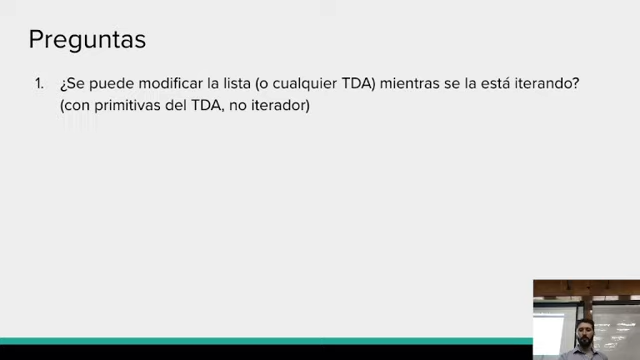 Preguntas
1. ¿Se puede modificar la lista (o cualquier TDA) mientras se la está iterando?
(con primitivas del TDA, no iterador)